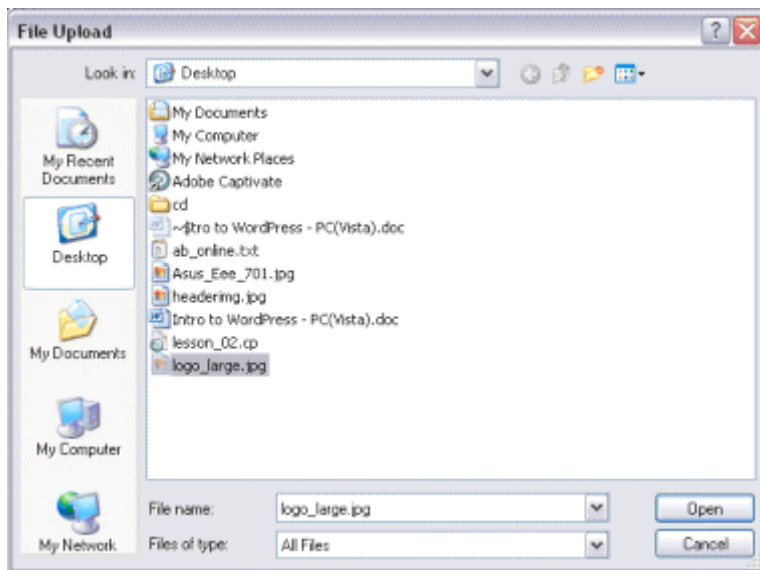 File Upload
Look in: Desktop
My Recent
Documents
Desktop
My Documents
My Computer
My Network
My Documents
My Computer
My Network Places
Adobe Captivate
cd
~$tro to WordPress - PC(Vista).doc
ab_online.txt
Asus_Eee_701.jpg
headerimg.jpg
Intro to WordPress - PC(Vista).doc
lesson_02.cp
logo_large.jpg
File name: logo_large.jpg Open
Files of type: All Files Cancel